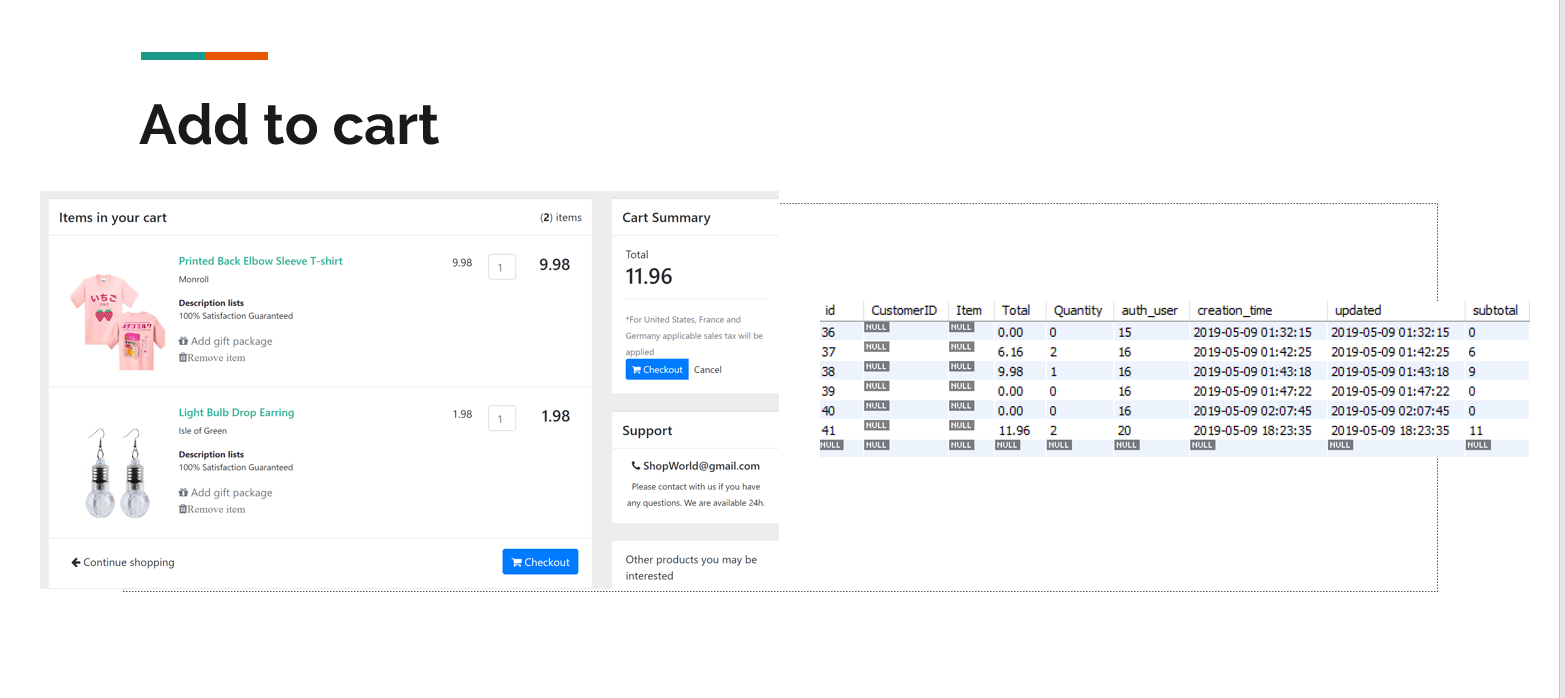 Add to cart
Items in your cart
(2) items
Printed Back Elbow Sleeve T-shirt
9.98
1
9.98
Monroll
Description lists
100% Satisfaction Guaranteed
Add gift package
Remove item
いちご
Light Bulb Drop Earring
1.98
1
1.98
Isle of Green
Description lists
100% Satisfaction Guaranteed
Add gift package
Remove item
Continue shopping
Checkout
Cart Summary
Total
11.96
*For United States, France and
Germany applicable sales tax will be
applied
Checkout Cancel
Support
ShopWorld@gmail.com
Please contact with us if you have
any questions. We are available 24h.
Other products you may be
interested
id CustomerID Item Total Quantity auth_user creation_time updated subtotal
36 NULL NULL 0.00 0 15 2019-05-09 01:32:15 2019-05-09 01:32:15 0
37 NULL NULL 6.16 2 16 2019-05-09 01:42:25 2019-05-09 01:42:25 6
38 NULL NULL 9.98 1 16 2019-05-09 01:43:18 2019-05-09 01:43:18 9
39 NULL NULL 0.00 0 16 2019-05-09 01:47:22 2019-05-09 01:47:22 0
40 NULL NULL 0.00 0 16 2019-05-09 02:07:45 2019-05-09 02:07:45 0
41 NULL NULL 11.96 2 20 2019-05-09 18:23:35 2019-05-09 18:23:35 11
NULL NULL NULL NULL NULL NULL NULL NULL NULL